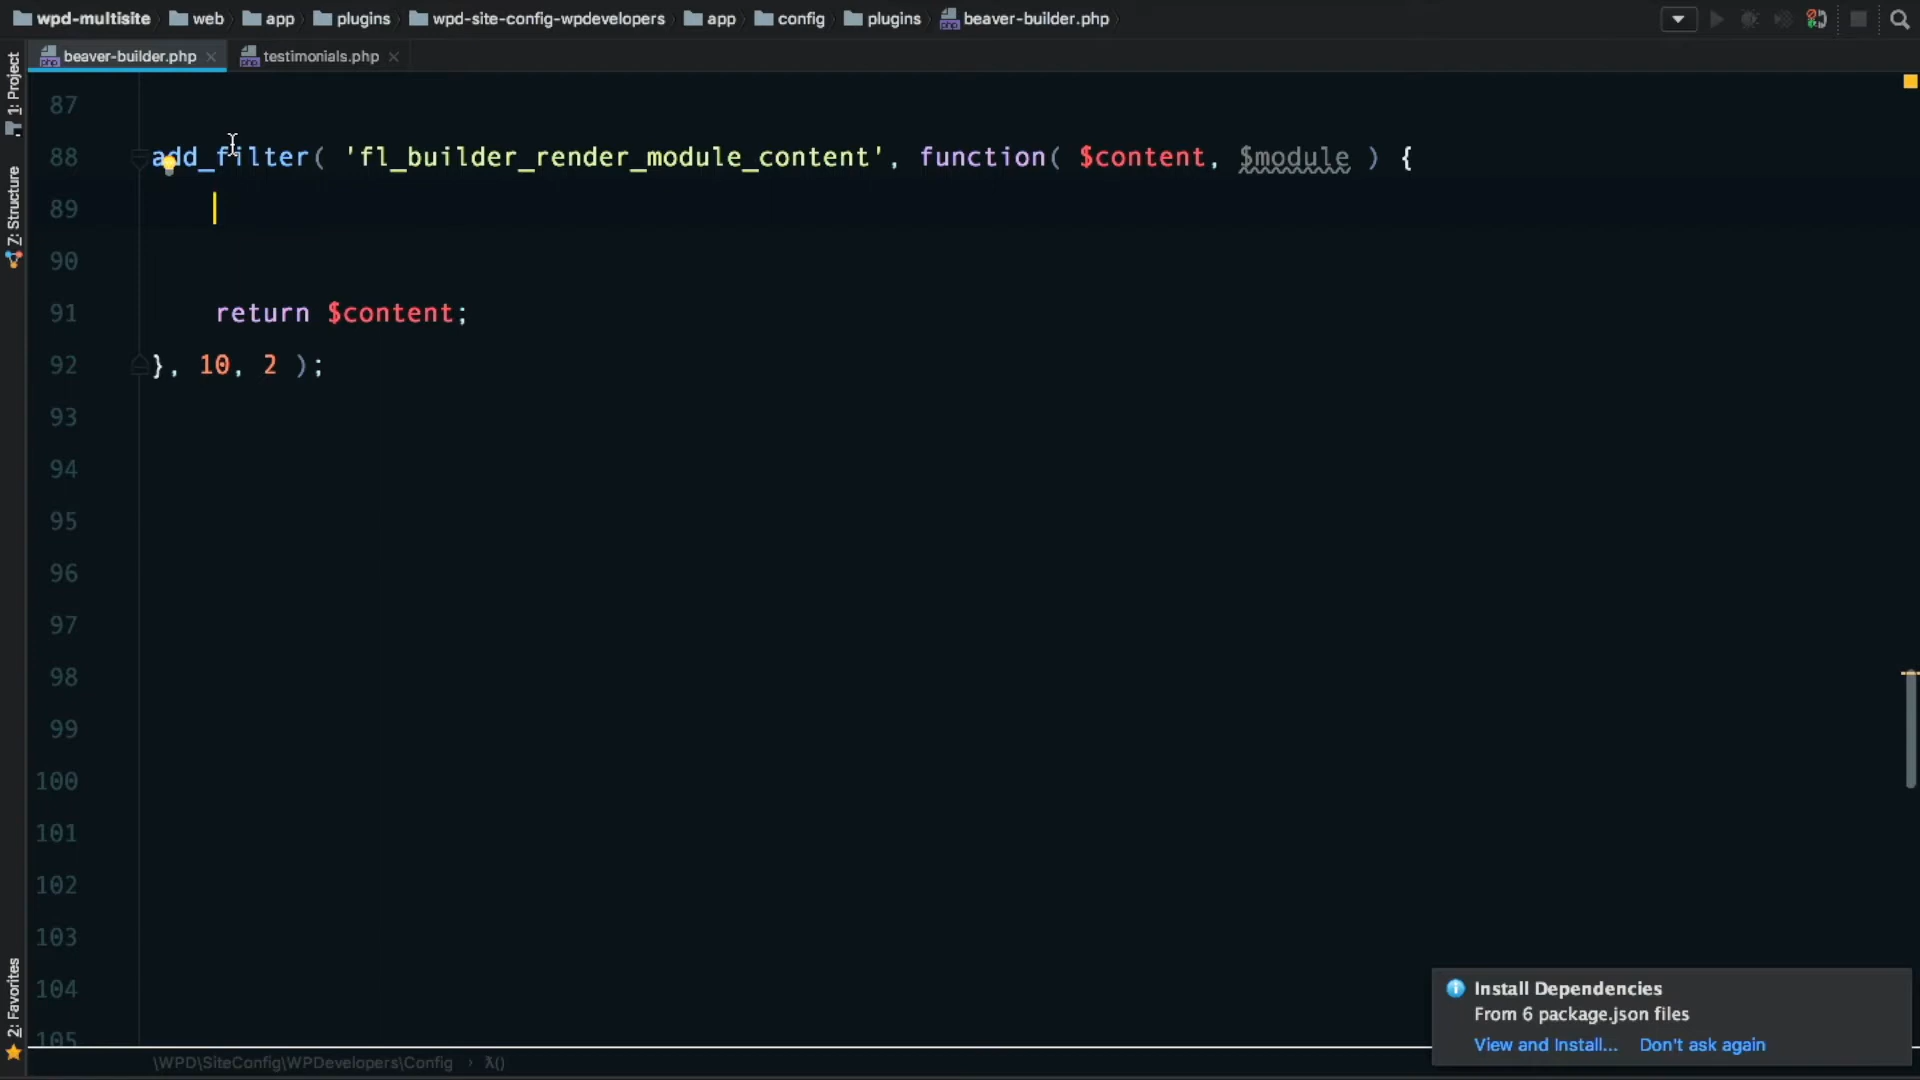 wpd-multisite web app plugins wpd-site-config-wpdevelopers app config plugins beaver-builder.php
beaver-builder.php testimonials.php
1: Project
Z: Structure
2: Favorites
87
88 add_filter( 'fl_builder_render_module_content', function( $content, $module ) {
89
90
91 return $content;
92 }, 10, 2 );
93
94
95
96
97
98
99
100
101
102
103
104
105
Install Dependencies
From 6 package.json files
View and Install... Don't ask again
\WPD\SiteConfig\WPDevelopers\Config › λ()